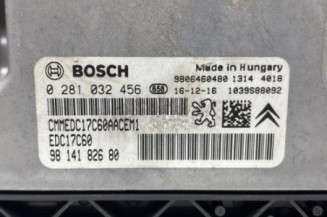 BOSCH
Made in Hungary
9806460480 1314 4018
0 281 032 456 656 16-12-16 1039S88092
CMMEDC17C60AACEM1
EDC17C60
98 141 826 80